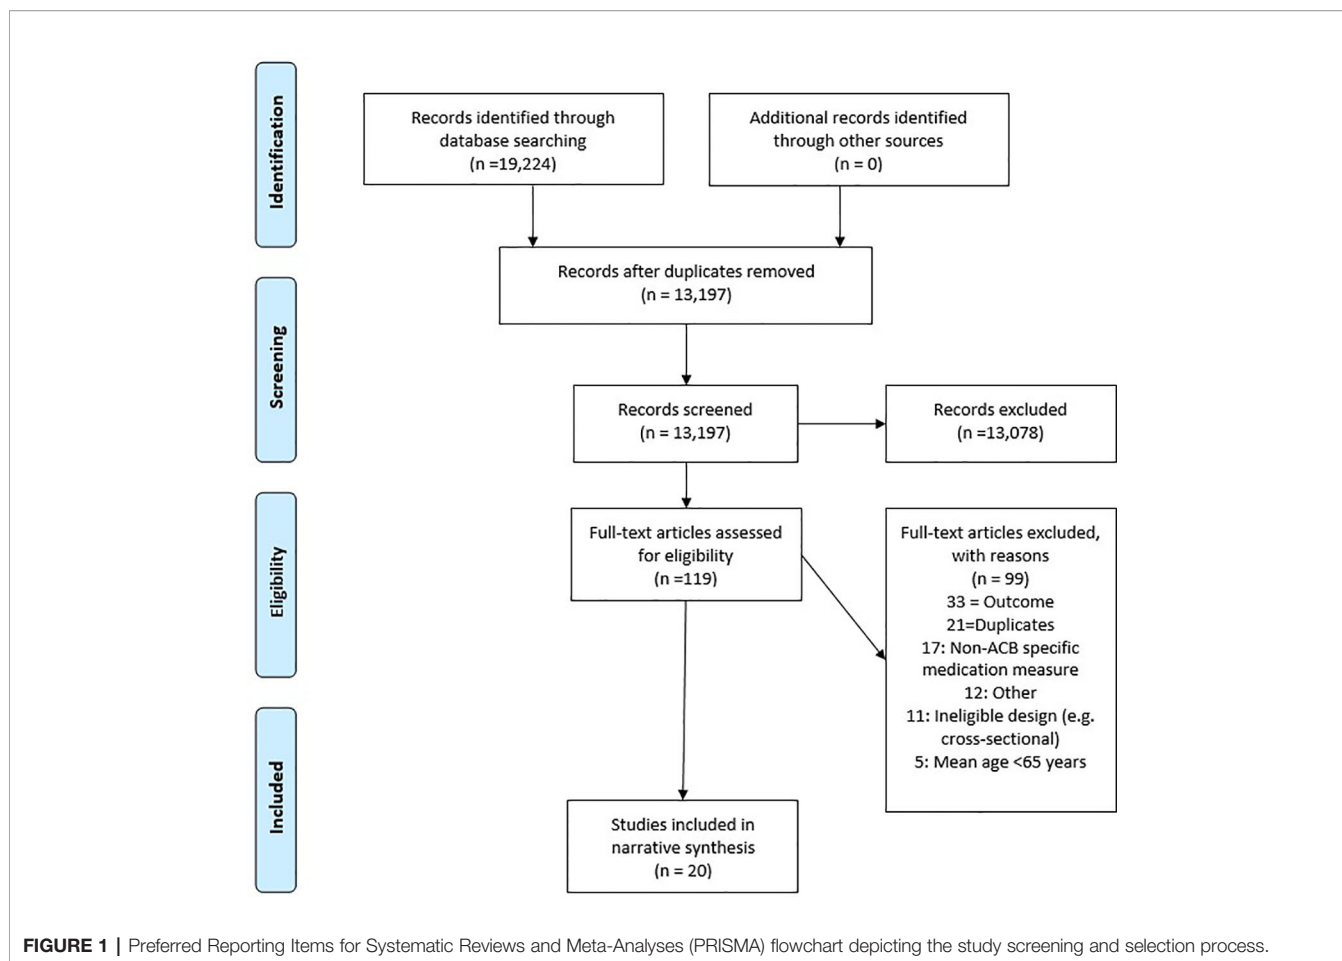 Identification
Records identified through
database searching
(n =19,224)
Additional records identified
through other sources
(n = 0)
Records after duplicates removed
(n = 13,197)
Screening
Records screened
(n = 13,197)
Records excluded
(n =13,078)
Eligibility
Full-text articles assessed
for eligibility
(n =119)
Full-text articles excluded,
with reasons
(n = 99)
33 = Outcome
21=Duplicates
17: Non-ACB specific
medication measure
12: Other
11: Ineligible design (e.g.
cross-sectional)
5: Mean age <65 years
Included
Studies included in
narrative synthesis
(n = 20)
FIGURE 1 | Preferred Reporting Items for Systematic Reviews and Meta-Analyses (PRISMA) flowchart depicting the study screening and selection process.